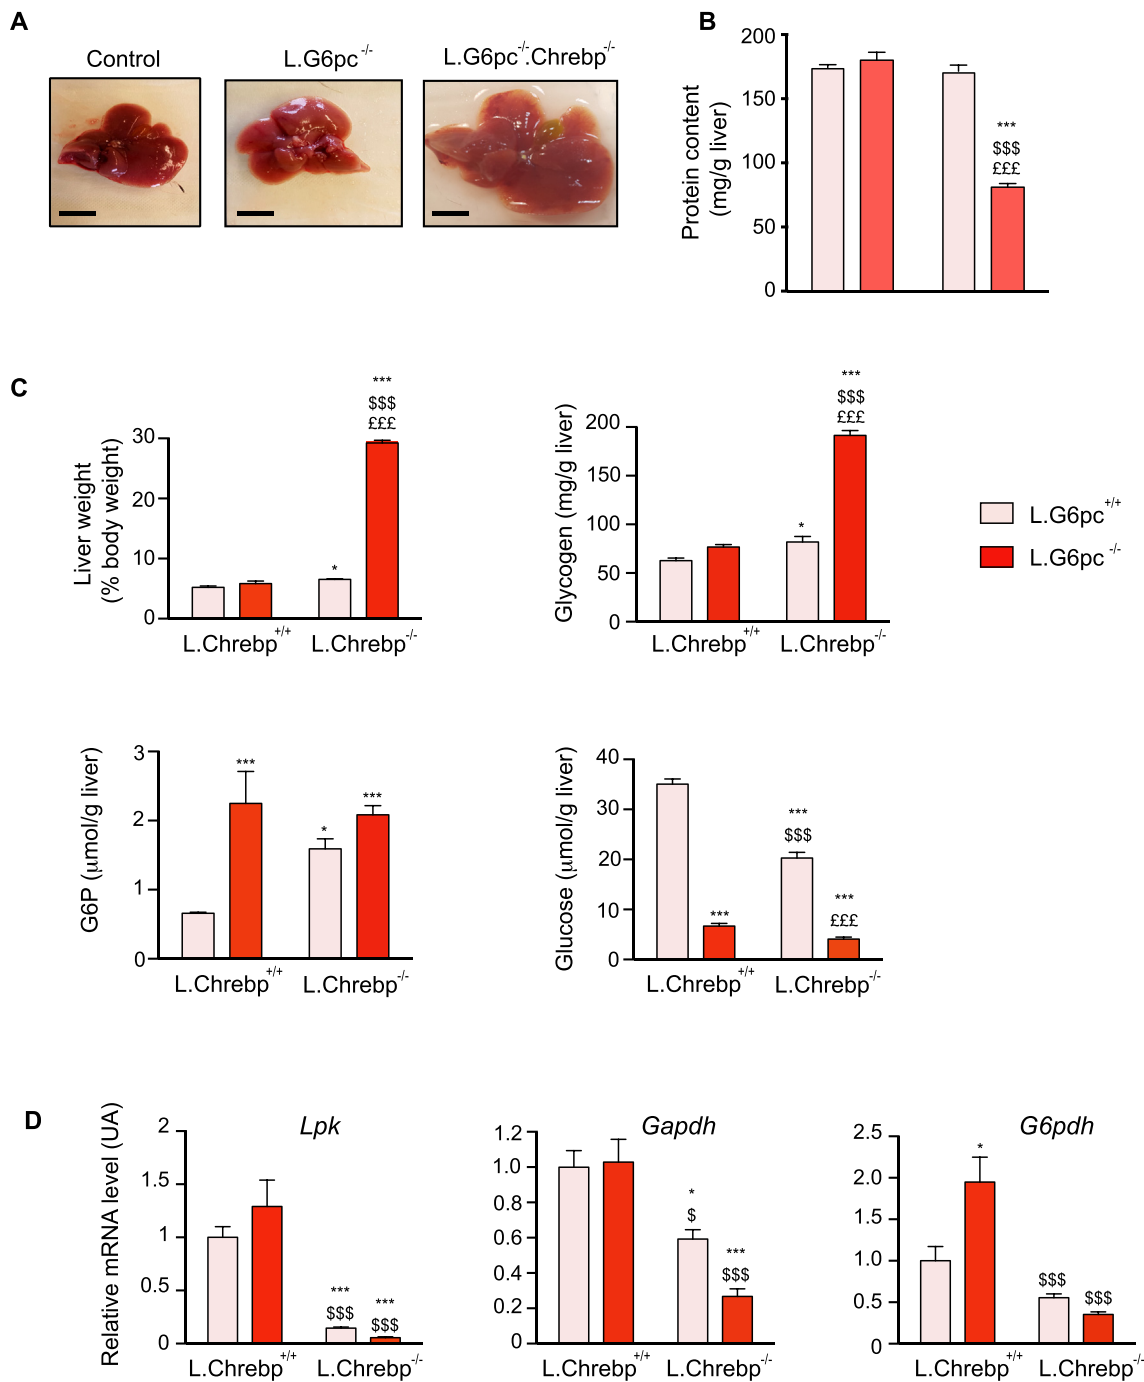 A
Control
L.G6pc-/-
L.G6pc-/-.Chrebp-/-
B
Protein content
(mg/g liver)
200
150
100
50
0
***
$$$
£££
C
Liver weight
(% body weight)
30
20
10
0
*
***
$$$
£££
L.Chrebp+/+
L.Chrebp-/-
Glycogen (mg/g liver)
200
150
100
50
0
*
***
$$$
£££
L.Chrebp+/+
L.Chrebp-/-
L.G6pc+/+
L.G6pc-/-
G6P (µmol/g liver)
3
2
1
0
***
*
***
L.Chrebp+/+
L.Chrebp-/-
Glucose (µmol/g liver)
40
30
20
10
0
***
***
$$$
***
£££
L.Chrebp+/+
L.Chrebp-/-
D
Relative mRNA level (UA)
Lpk
2
1.5
1
0.5
0
***
$$$
***
$$$
L.Chrebp+/+
L.Chrebp-/-
Gapdh
1.2
1.0
0.8
0.6
0.4
0.2
0
*
$
***
$$$
L.Chrebp+/+
L.Chrebp-/-
G6pdh
2.5
2.0
1.5
1.0
0.5
0
*
$$$
$$$
L.Chrebp+/+
L.Chrebp-/-